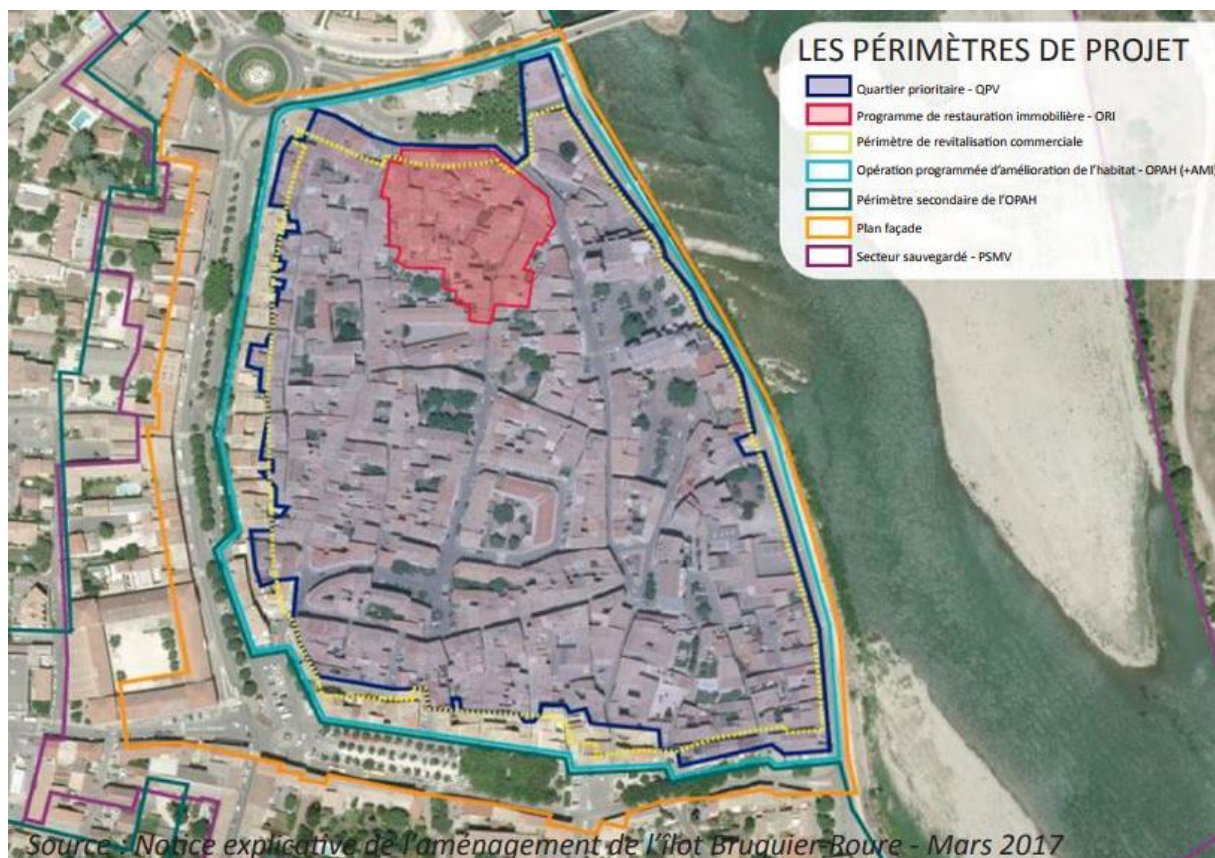 LES PÉRIMÈTRES DE PROJET
Quartier prioritaire - QPV
Programme de restauration immobilière - ORI
Périmètre de revitalisation commerciale
Opération programmée d'amélioration de l'habitat - OPAH (+AMI)
Périmètre secondaire de l'OPAH
Plan façade
Secteur sauvegardé - PSMV
Source : Notice explicative de l'aménagement de l'îlot Bruguier-Roure - Mars 2017